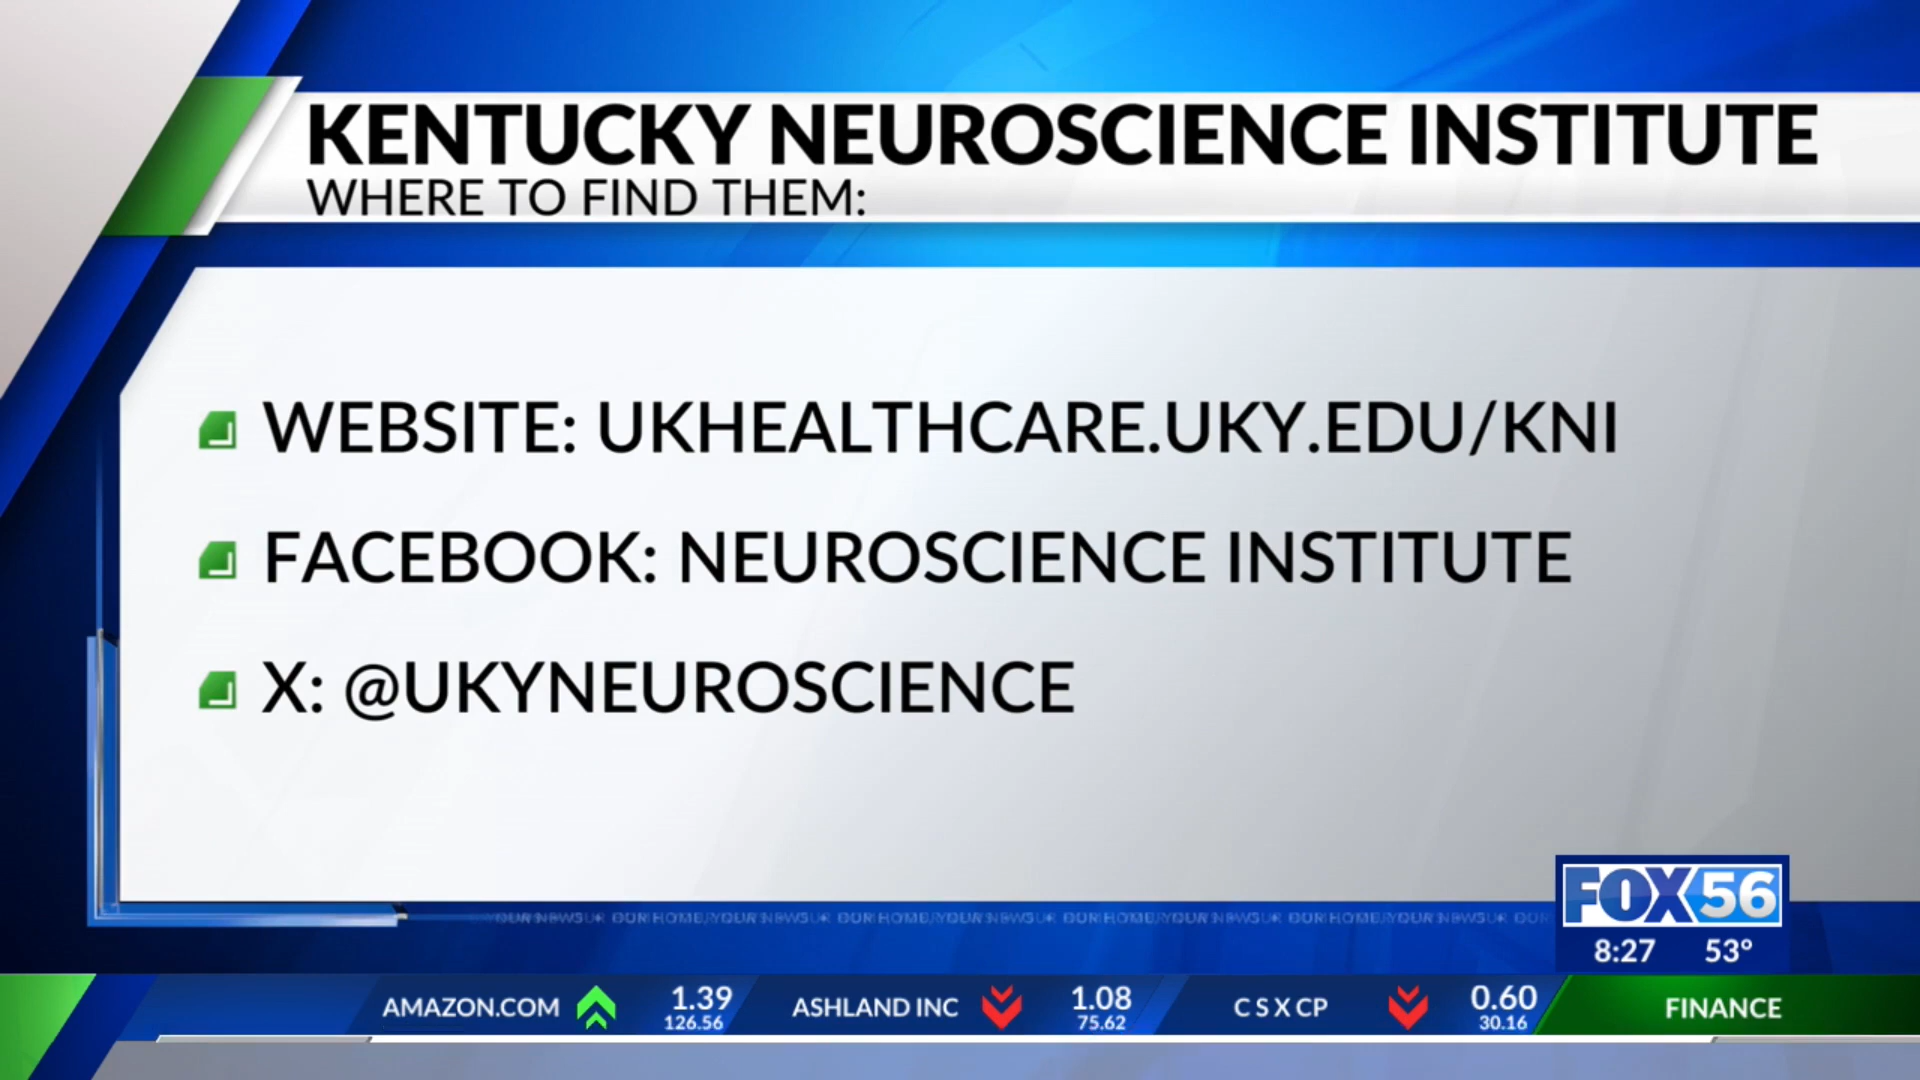 KENTUCKY NEUROSCIENCE INSTITUTE
WHERE TO FIND THEM:
WEBSITE: UKHEALTHCARE.UKY.EDU/KNI
FACEBOOK: NEUROSCIENCE INSTITUTE
X: @UKYNEUROSCIENCE
FOX 56
8:27 53°
AMAZON.COM 1.39 126.56
ASHLAND INC 1.08 75.62
C S X CP 0.60 30.16
FINANCE